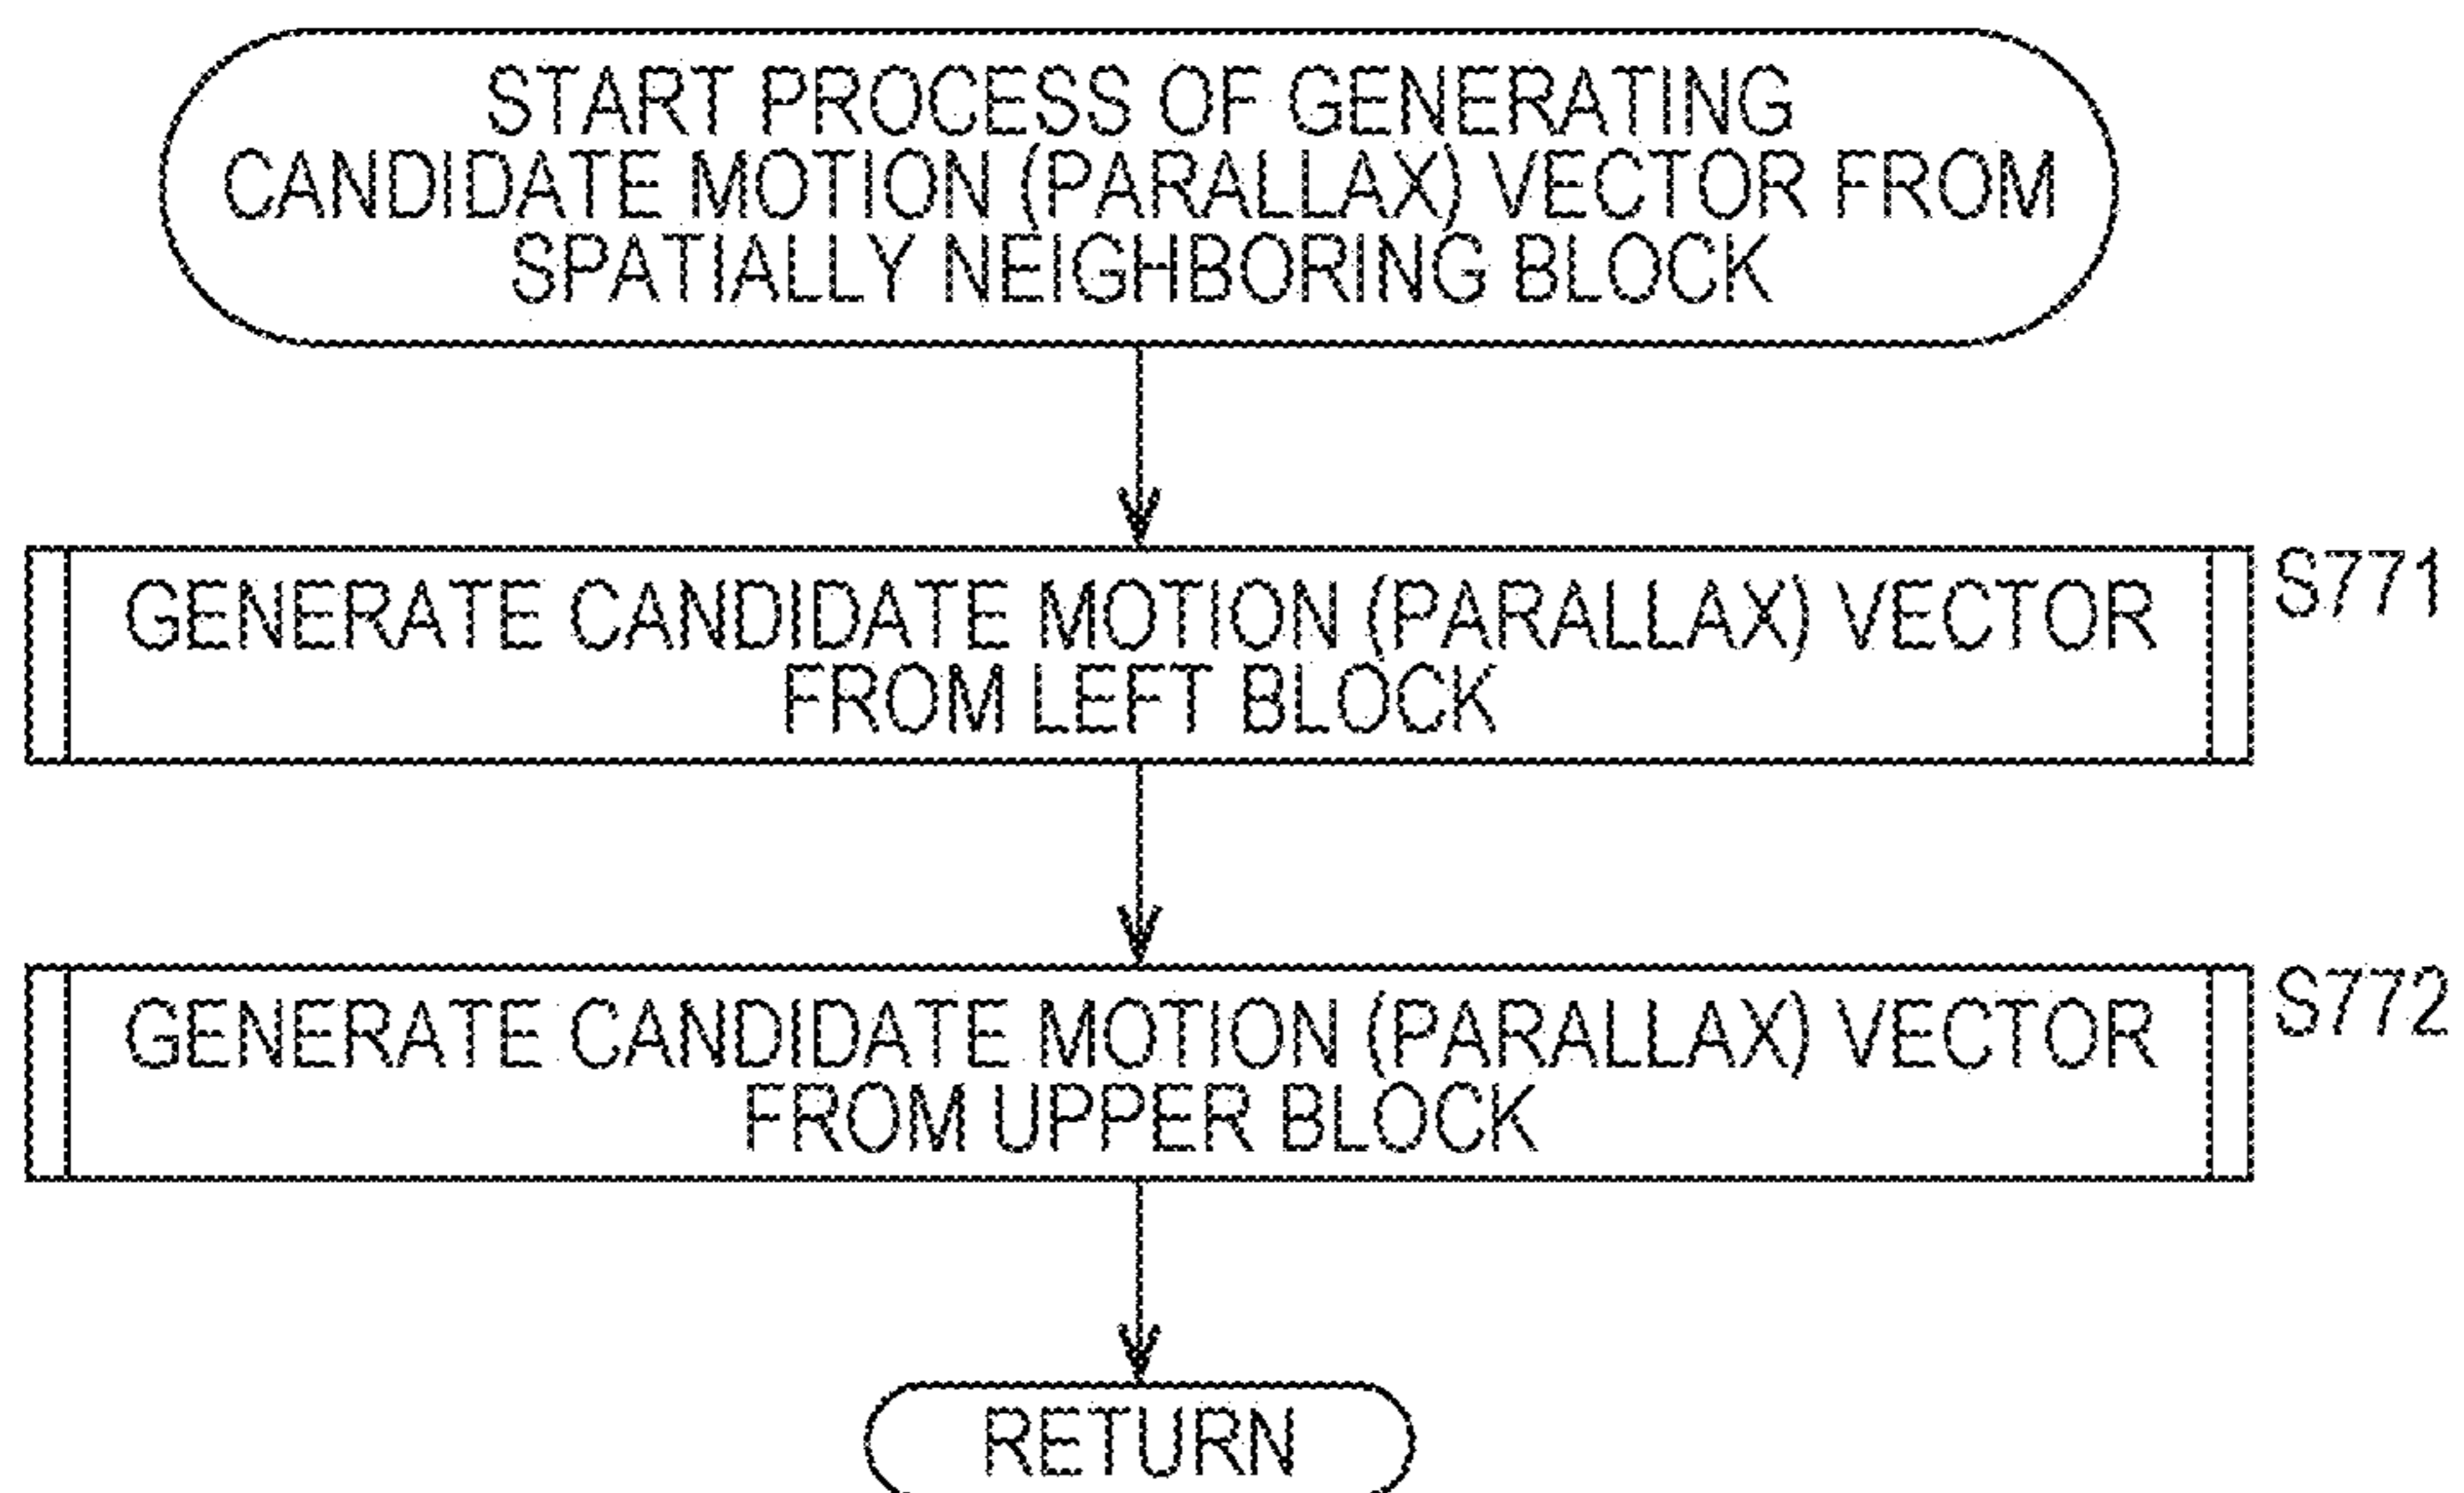 START PROCESS OF GENERATING
CANDIDATE MOTION (PARALLAX) VECTOR FROM
SPATIALLY NEIGHBORING BLOCK
GENERATE CANDIDATE MOTION (PARALLAX) VECTOR
FROM LEFT BLOCK
S771
GENERATE CANDIDATE MOTION (PARALLAX) VECTOR
FROM UPPER BLOCK
S772
RETURN